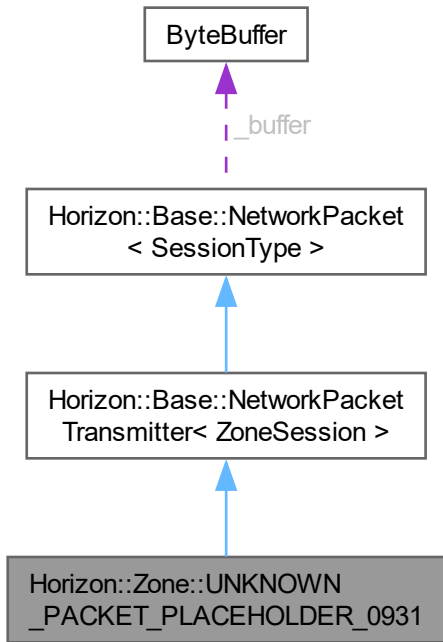 ByteBuffer
_buffer
Horizon::Base::NetworkPacket
< SessionType >
Horizon::Base::NetworkPacket
Transmitter< ZoneSession >
Horizon::Zone::UNKNOWN
_PACKET_PLACEHOLDER_0931